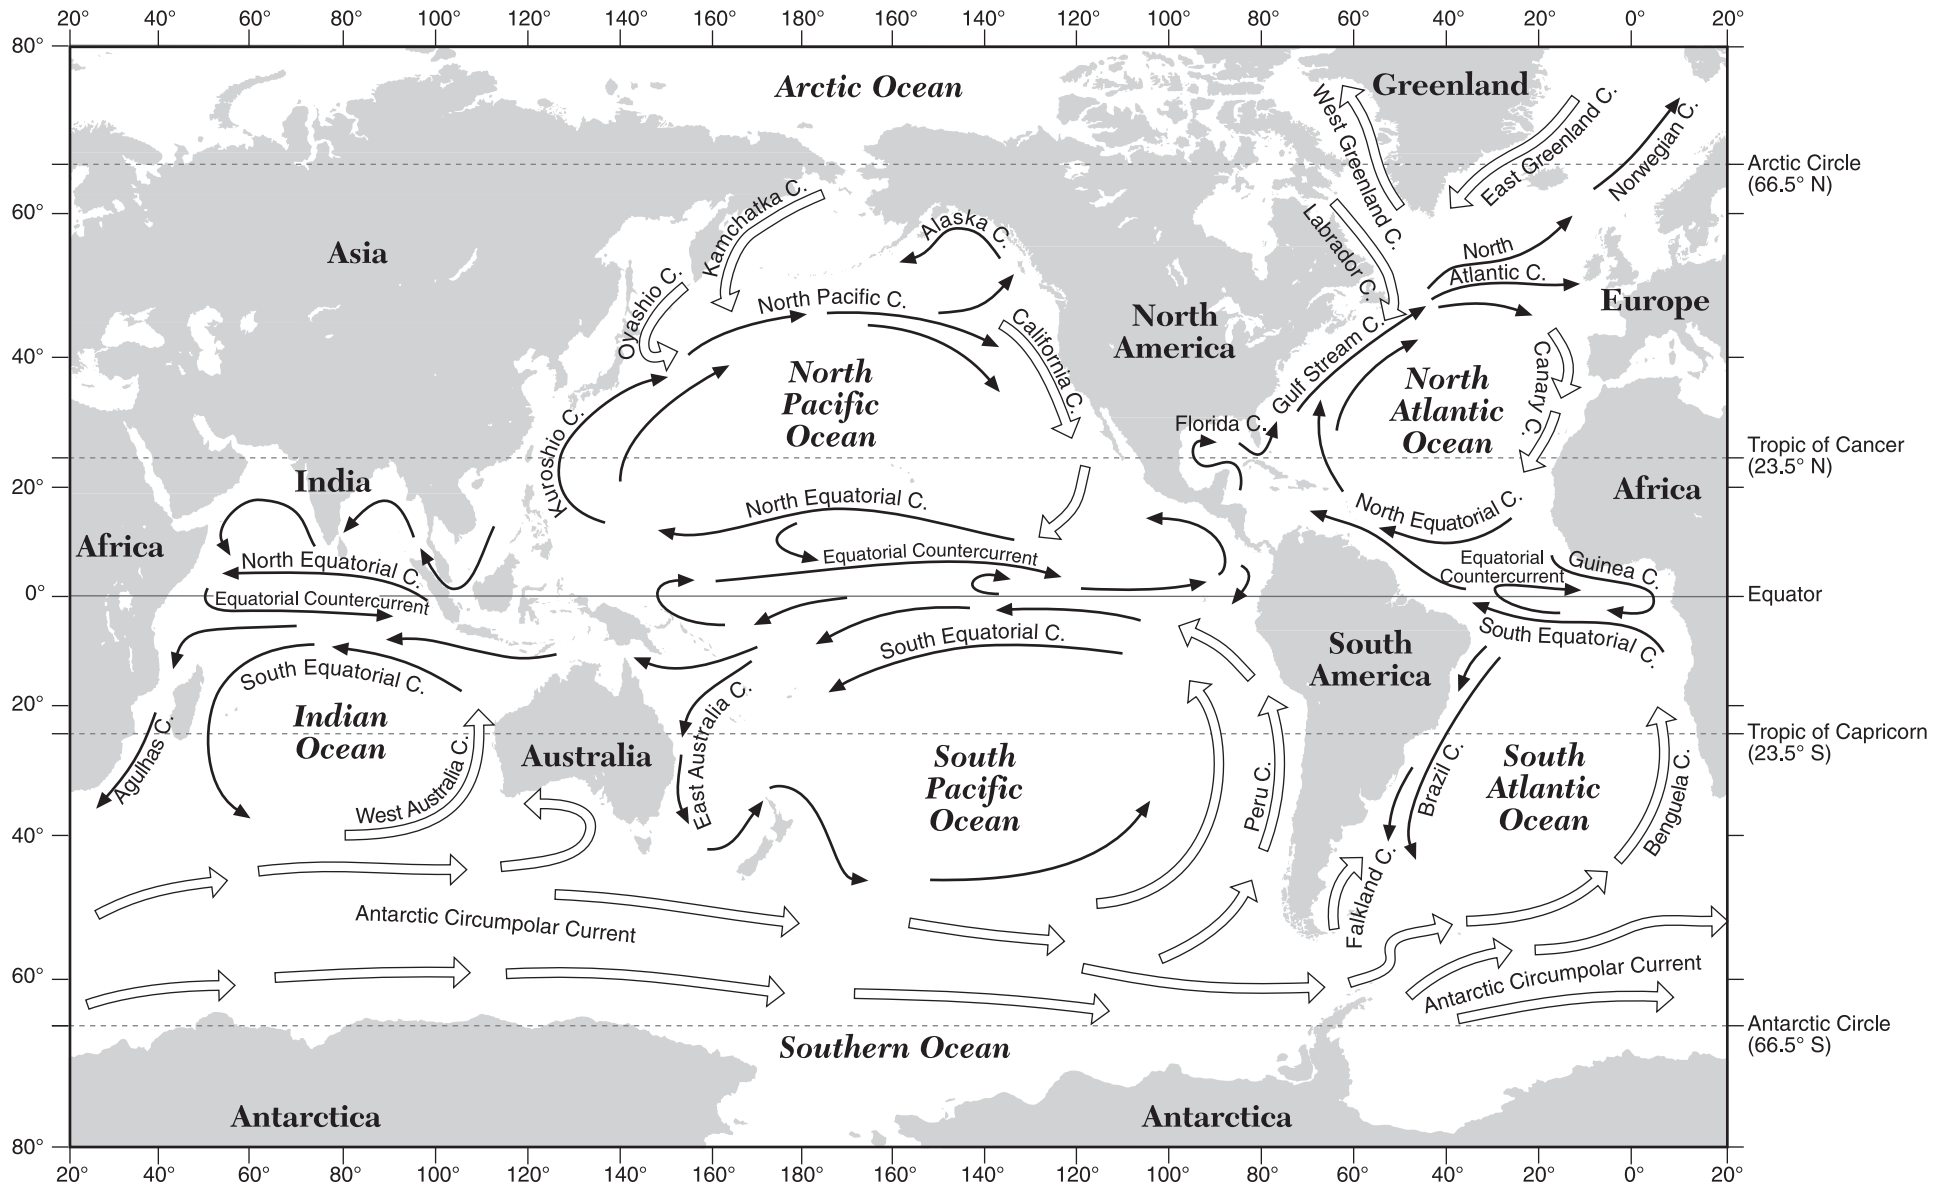 20° 40° 60° 80° 100° 120° 140° 160° 180° 160° 140° 120° 100° 80° 60° 40° 20° 0° 20°
80°
Arctic Ocean
Greenland
West Greenland C.
East Greenland C.
Norwegian C.
Arctic Circle
(66.5° N)
60°
Kamchatka C.
Alaska C.
Labrador C.
North
Atlantic C.
Asia
Oyashio C.
North Pacific C.
California C.
North
America
Europe
Gulf Stream C.
Canary C.
40°
North
Pacific
Ocean
North
Atlantic
Ocean
Florida C.
Kuroshio C.
Tropic of Cancer
(23.5° N)
India
20°
Africa
North Equatorial C.
North Equatorial C.
Africa
North Equatorial C.
Equatorial Countercurrent
Equatorial
Countercurrent
Guinea C.
0°
Equatorial Countercurrent
Equator
South Equatorial C.
South Equatorial C.
South
America
South Equatorial C.
20°
Indian
Ocean
Agulhas C.
West Australia C.
Australia
East Australia C.
South
Pacific
Ocean
Peru C.
Brazil C.
South
Atlantic
Ocean
Benguela C.
Tropic of Capricorn
(23.5° S)
40°
Falkland C.
Antarctic Circumpolar Current
60°
Antarctic Circumpolar Current
Antarctic Circle
(66.5° S)
Southern Ocean
Antarctica
Antarctica
80°
20° 40° 60° 80° 100° 120° 140° 160° 180° 160° 140° 120° 100° 80° 60° 40° 20° 0° 20°